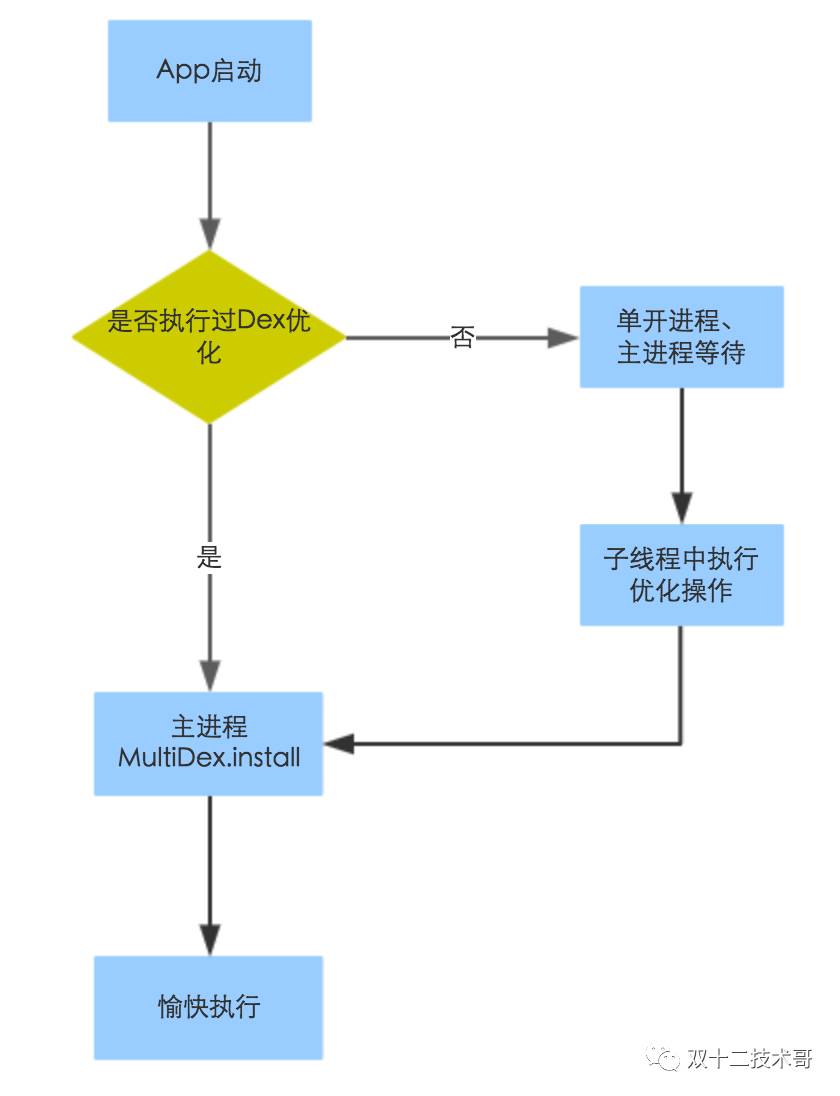 App启动
是否执行过Dex优
化
否
单开进程、
主进程等待
是
子线程中执行
优化操作
主进程
MultiDex.install
愉快执行
双十二技术哥